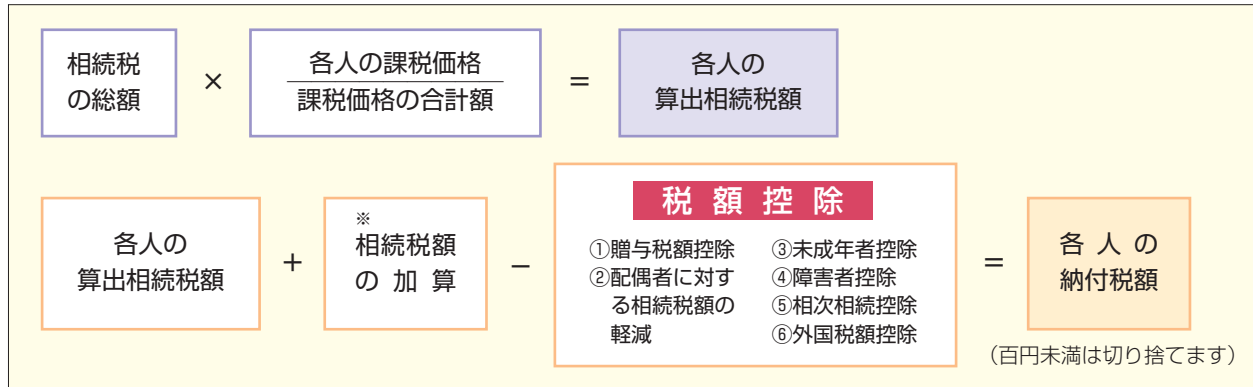 相続税
の総額
×
各人の課税価格
課税価格の合計額
=
各人の
算出相続税額
各人の
算出相続税額
+
※
相続税額
の加算
−
税額控除
①贈与税額控除
②配偶者に対す
る相続税額の
軽減
③未成年者控除
④障害者控除
⑤相次相続控除
⑥外国税額控除
=
各人の
納付税額
(百円未満は切り捨てます)